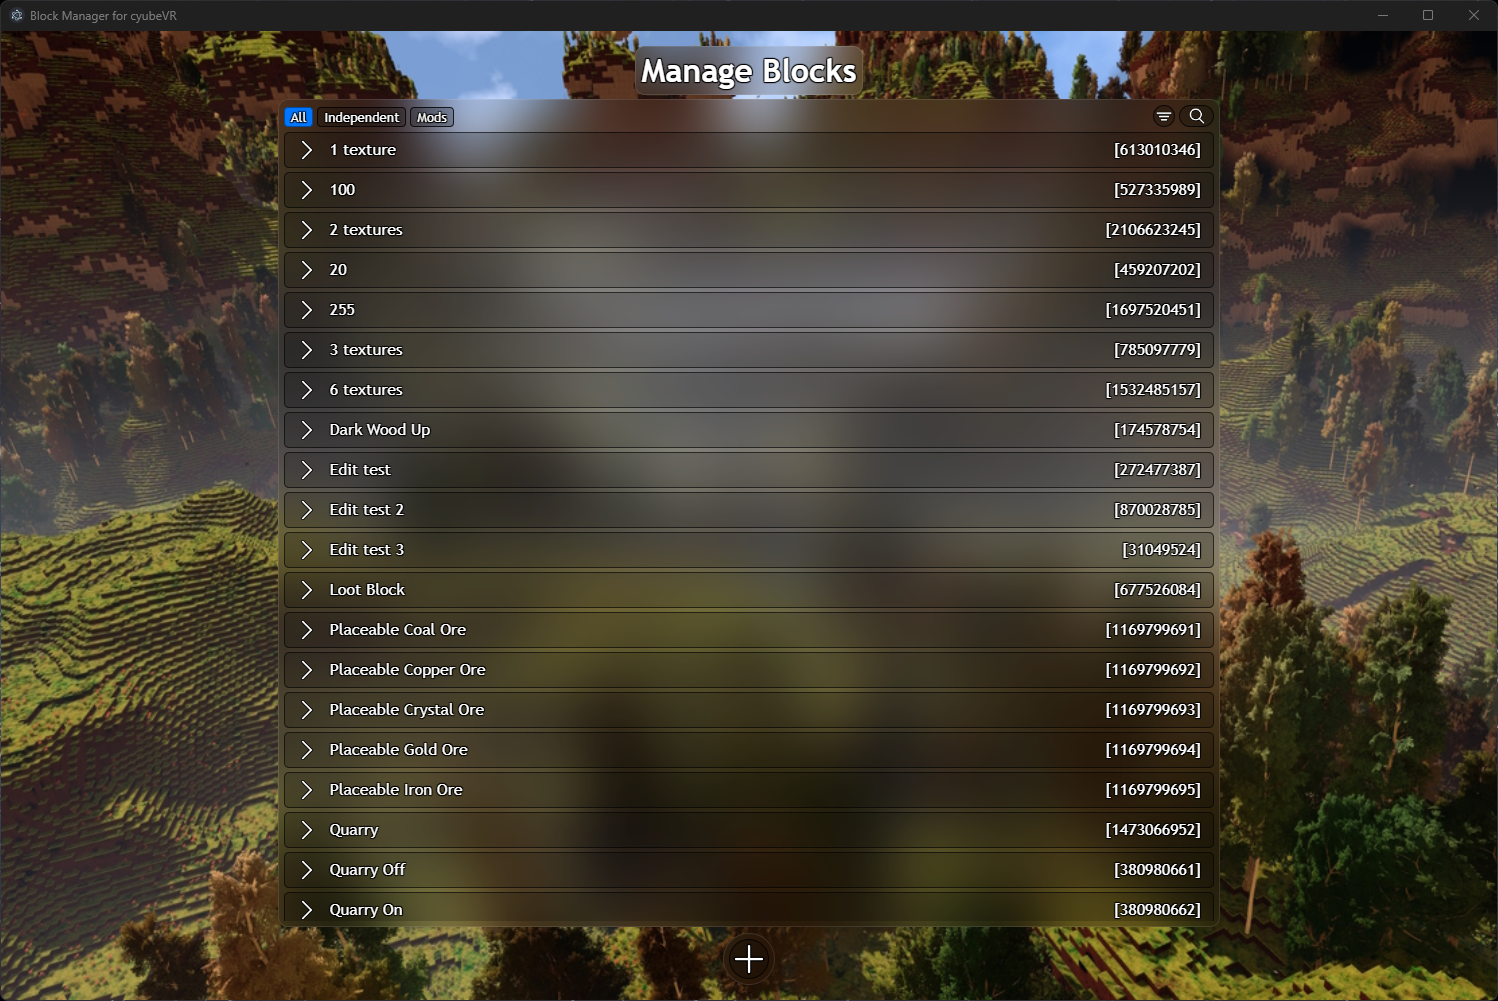 Block Manager for cyubeVR
Manage Blocks
All Independent Mods
1 texture [613010346]
100 [527335989]
2 textures [2106623245]
20 [459207202]
255 [1697520451]
3 textures [785097779]
6 textures [1532485157]
Dark Wood Up [174578754]
Edit test [272477387]
Edit test 2 [870028785]
Edit test 3 [31049524]
Loot Block [677526084]
Placeable Coal Ore [1169799691]
Placeable Copper Ore [1169799692]
Placeable Crystal Ore [1169799693]
Placeable Gold Ore [1169799694]
Placeable Iron Ore [1169799695]
Quarry [1473066952]
Quarry Off [380980661]
Quarry On [380980662]